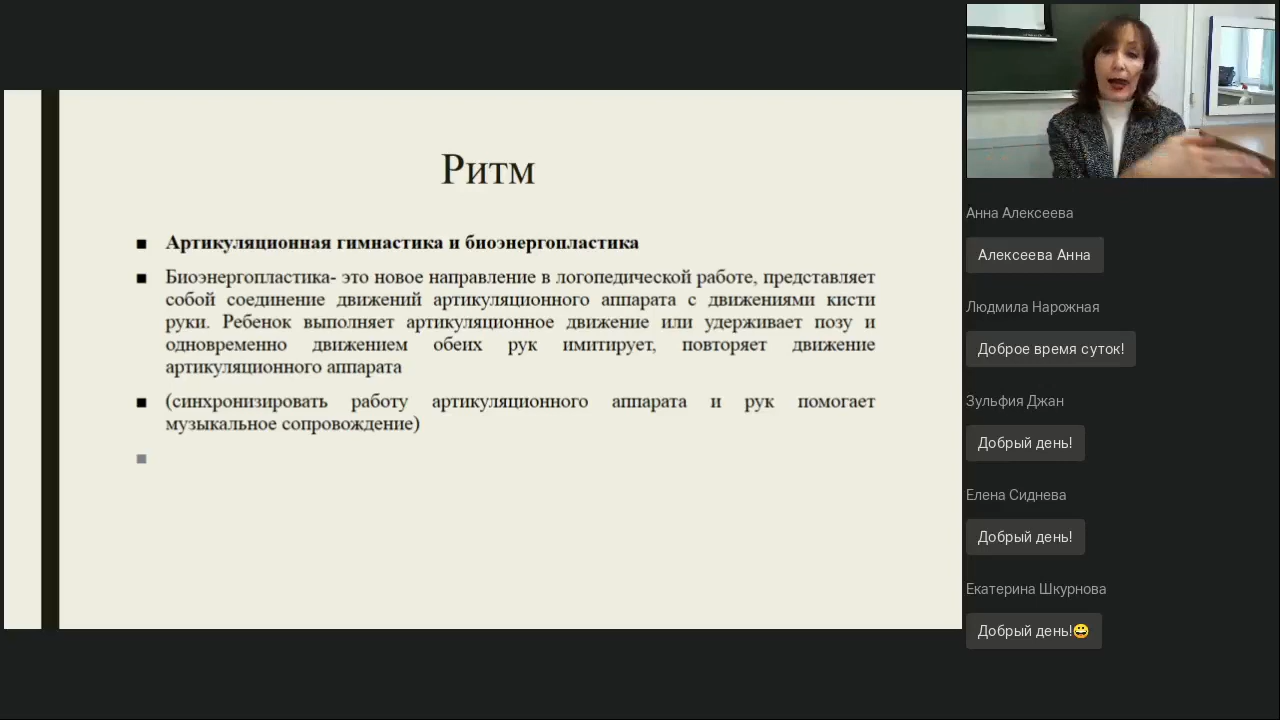 Ритм
Артикуляционная гимнастика и биоэнергопластика
Биоэнергопластика- это новое направление в логопедической работе, представляет
собой соединение движений артикуляционного аппарата с движениями кисти
руки. Ребенок выполняет артикуляционное движение или удерживает позу и
одновременно движением обеих рук имитирует, повторяет движение
артикуляционного аппарата
(синхронизировать работу артикуляционного аппарата и рук помогает
музыкальное сопровождение)
Анна Алексеева
Алексеева Анна
Людмила Нарожная
Доброе время суток!
Зульфия Джан
Добрый день!
Елена Сиднева
Добрый день!
Екатерина Шкурнова
Добрый день!😀